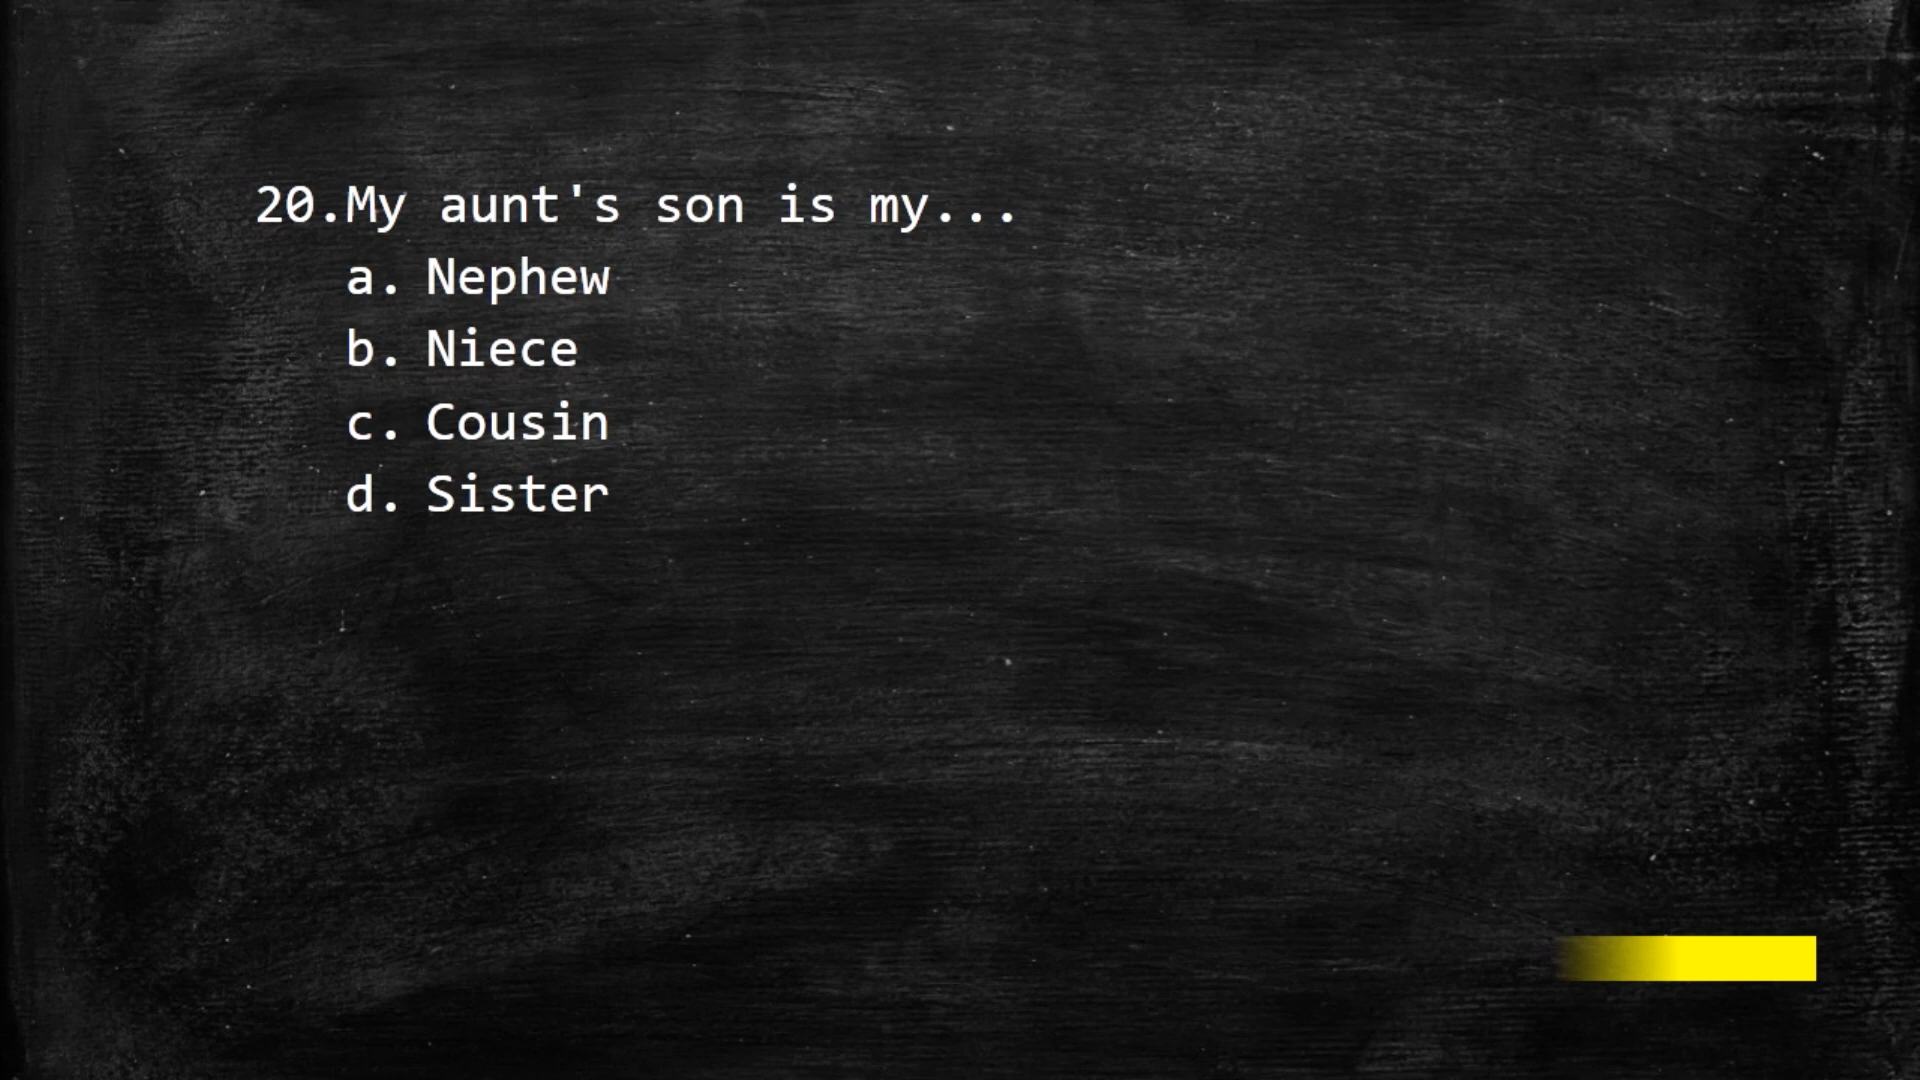 20.My aunt's son is my...
a. Nephew
b. Niece
c. Cousin
d. Sister